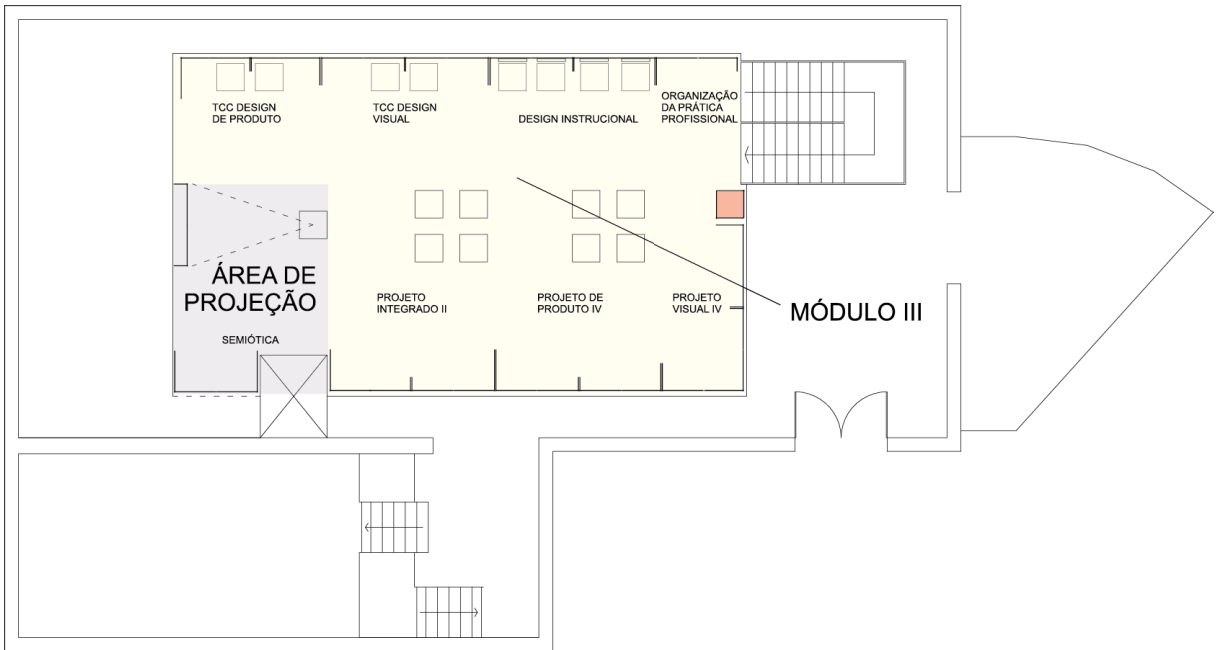 TCC DESIGN
DE PRODUTO
TCC DESIGN
VISUAL
DESIGN INSTRUCIONAL
ORGANIZAÇÃO
DA PRÁTICA
PROFISSIONAL
ÁREA DE
PROJEÇÃO
SEMIÓTICA
PROJETO
INTEGRADO II
PROJETO DE
PRODUTO IV
PROJETO
VISUAL IV
MÓDULO III